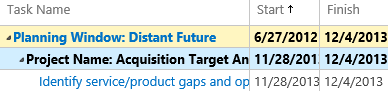 Task Name Start ↑ Finish
Planning Window: Distant Future 6/27/2012 12/4/2013
Project Name: Acquisition Target An 11/28/201 12/4/2013
Identify service/product gaps and op 11/28/2013 12/4/2013